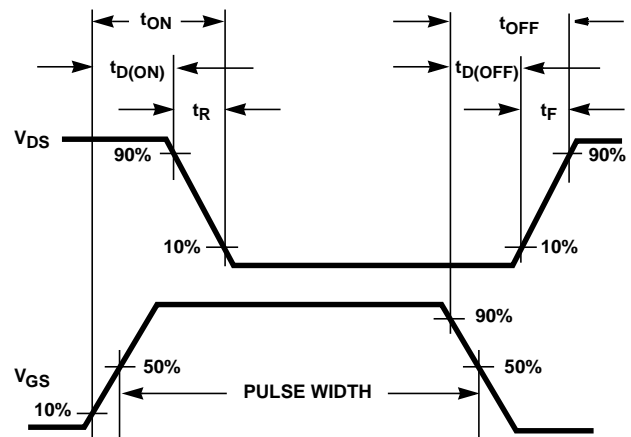 tON
tOFF
tD(ON)
tD(OFF)
tR
tF
VDS
90%
90%
10%
10%
90%
VGS
50%
50%
PULSE WIDTH
10%